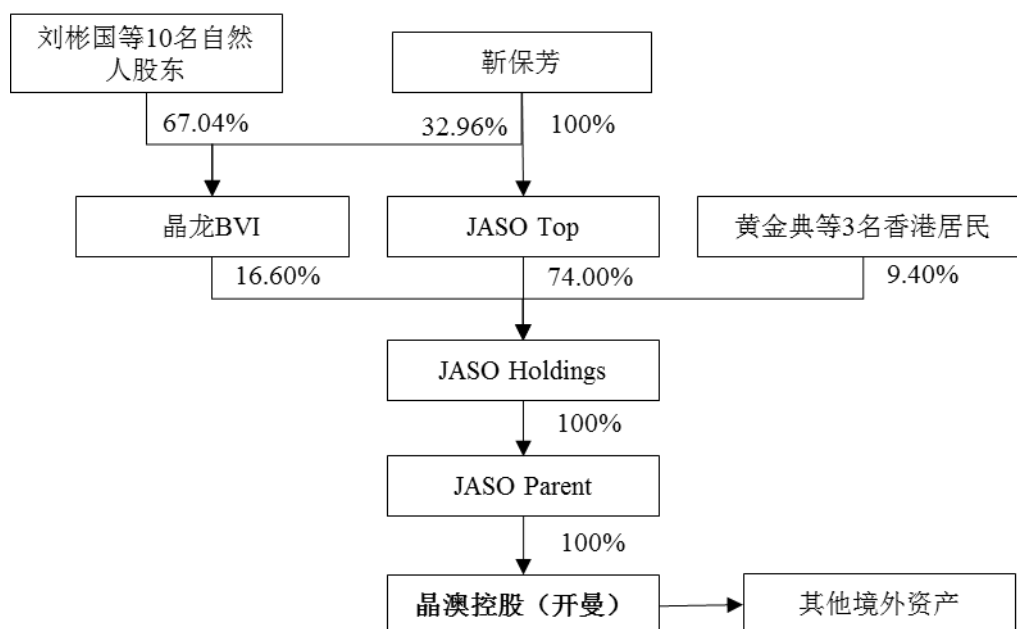 刘彬国等10名自然
人股东
靳保芳
67.04%
32.96%
100%
晶龙BVI
JASO Top
黄金典等3名香港居民
16.60%
74.00%
9.40%
JASO Holdings
100%
JASO Parent
100%
晶澳控股（开曼）
其他境外资产